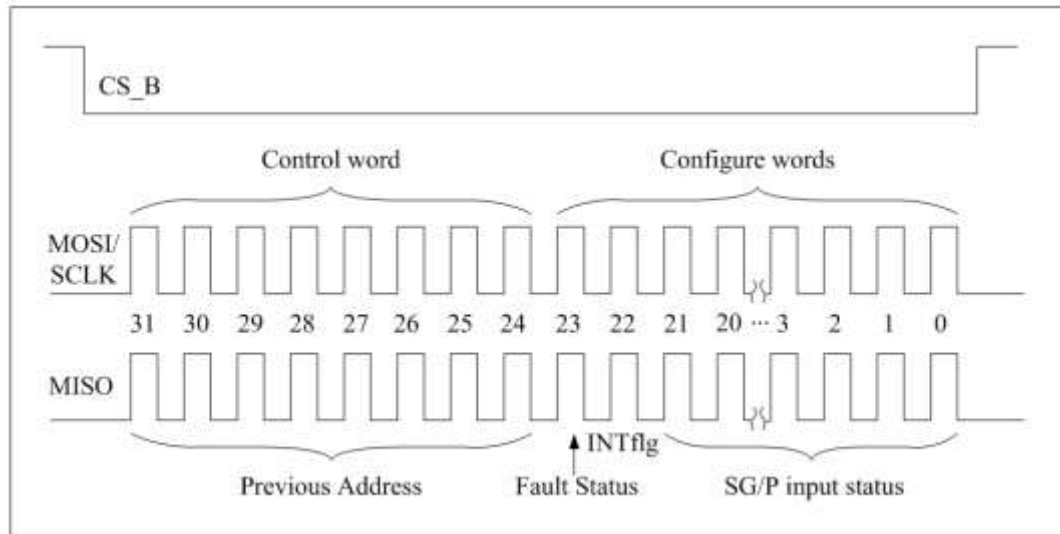 CS_B
Control word
Configure words
MOSI/
SCLK
31 30 29 28 27 26 25 24 23 22 21 20 ... 3 2 1 0
MISO
INTflg
Previous Address
Fault Status
SG/P input status